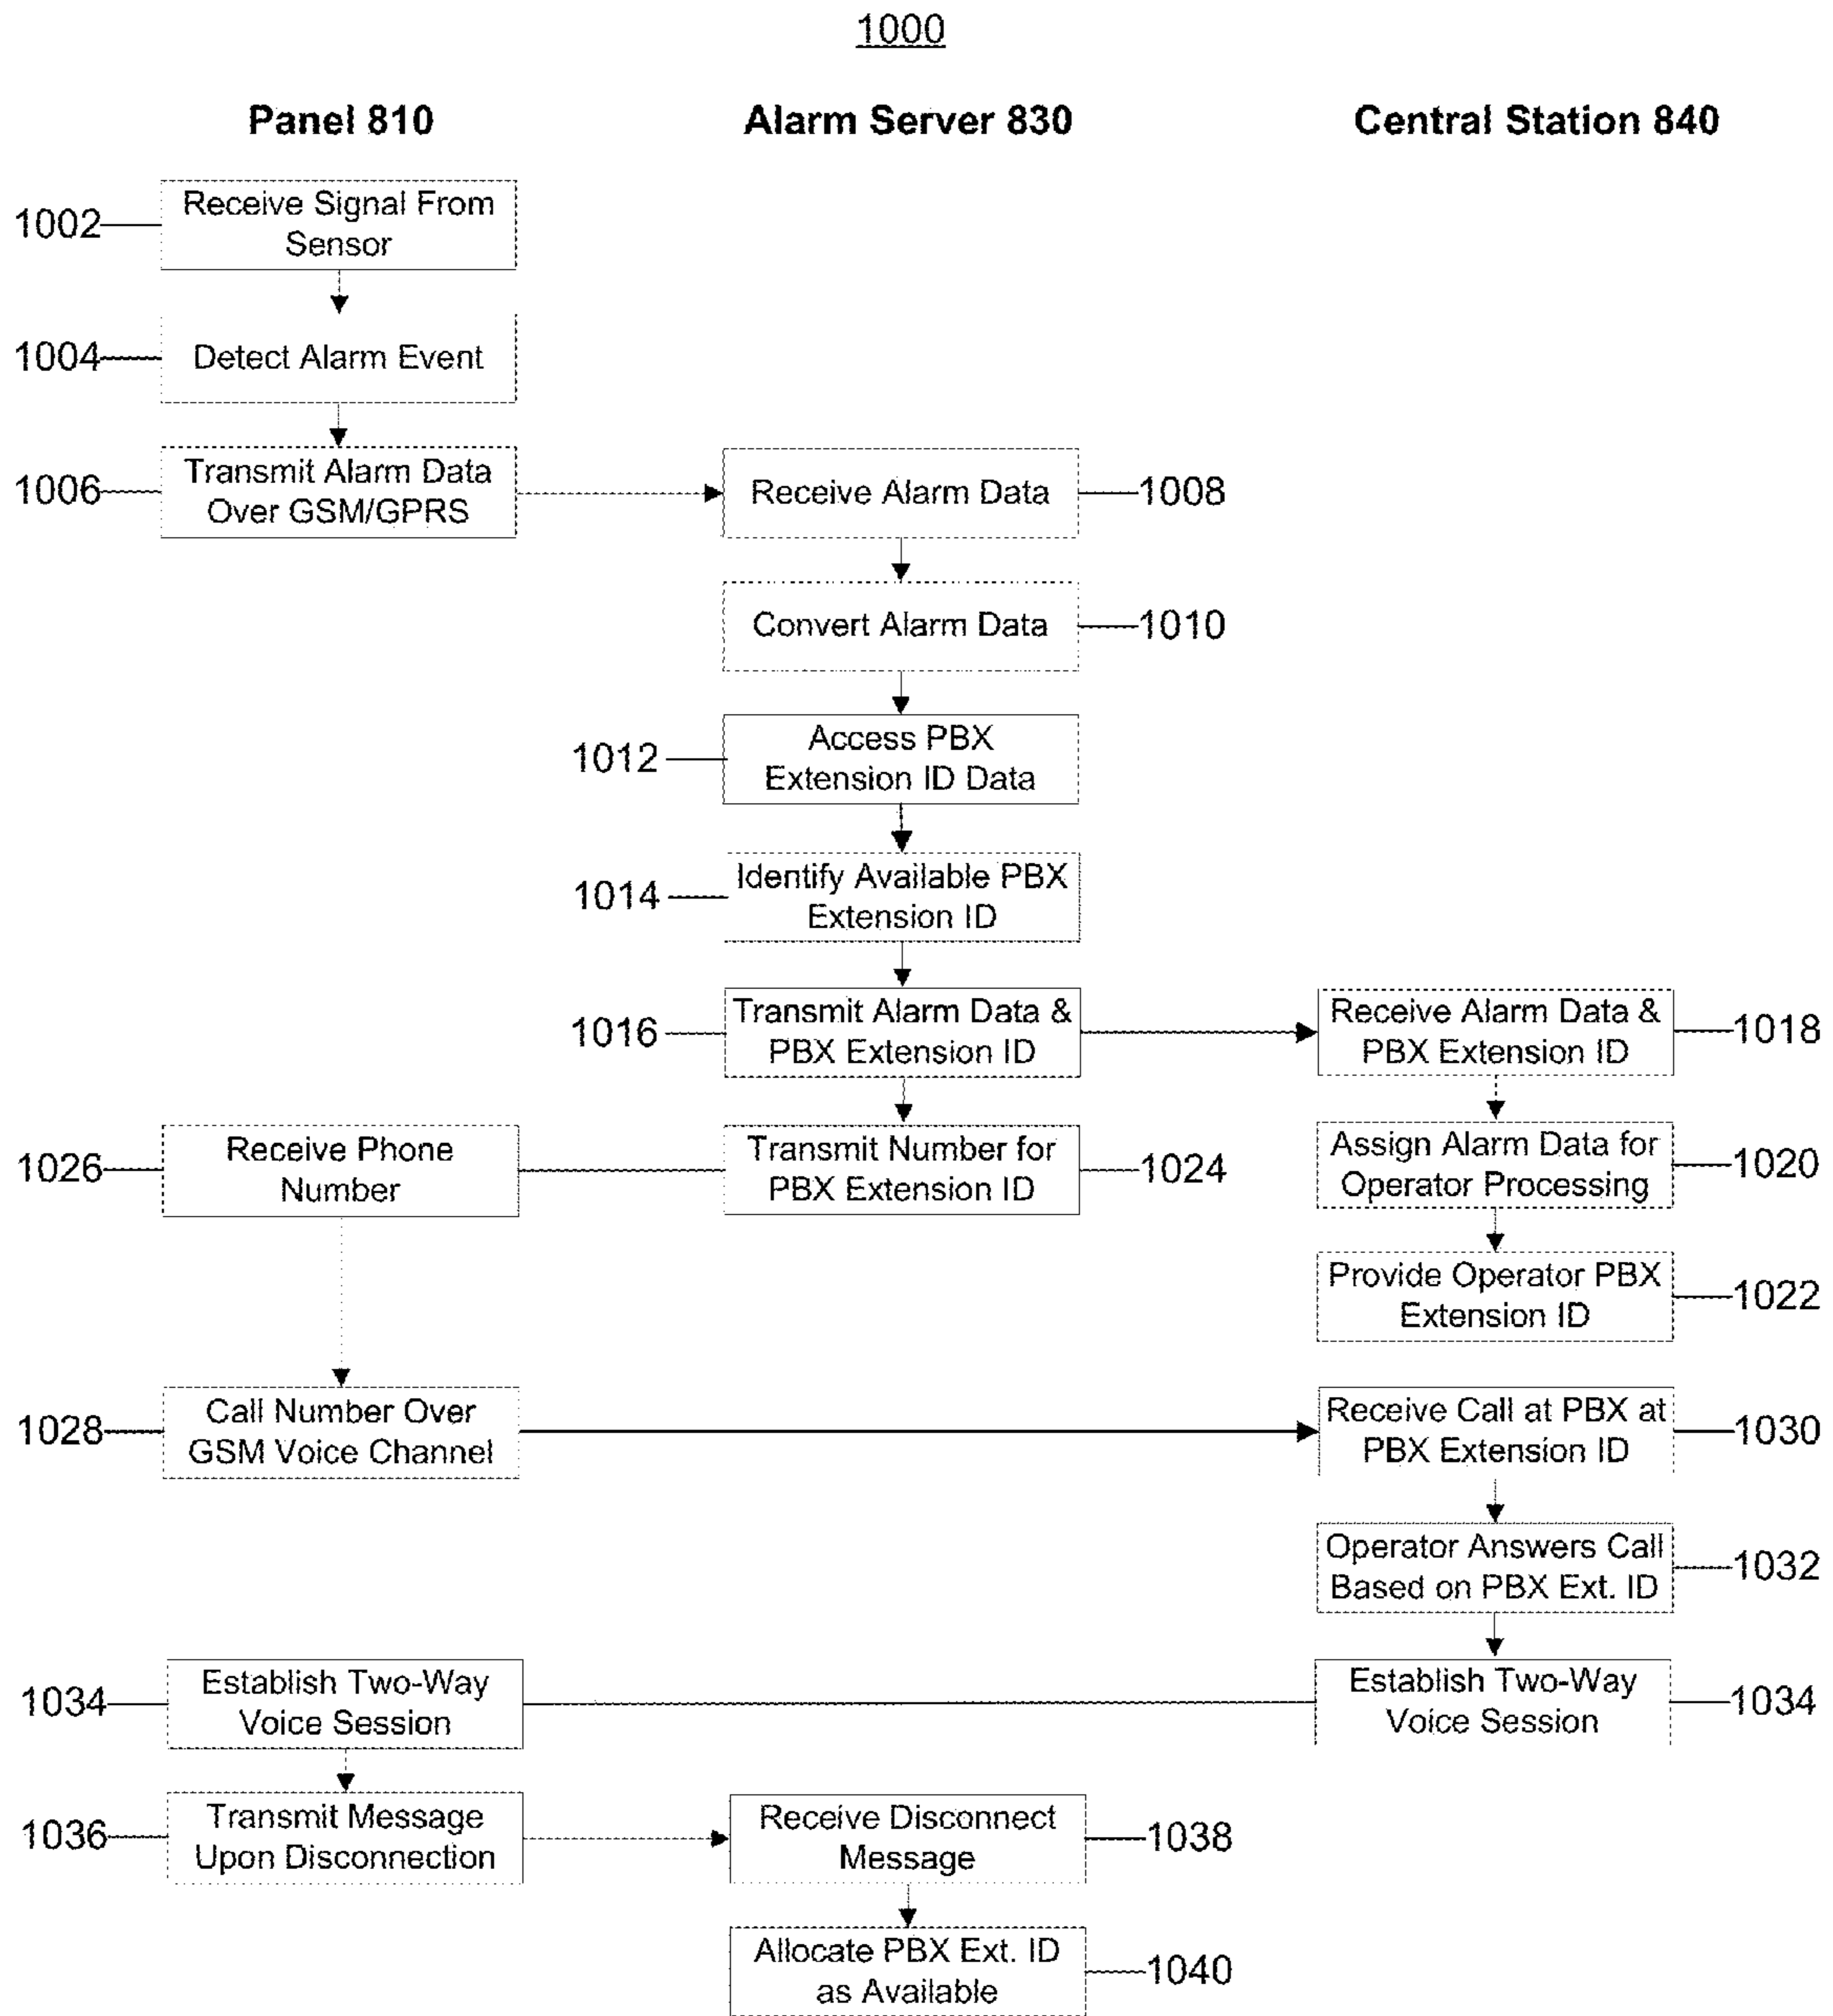 1000
Panel 810
Alarm Server 830
Central Station 840
1002
Receive Signal From
Sensor
1004
Detect Alarm Event
1006
Transmit Alarm Data
Over GSM/GPRS
Receive Alarm Data
1008
Convert Alarm Data
1010
1012
Access PBX
Extension ID Data
1014
Identify Available PBX
Extension ID
1016
Transmit Alarm Data &
PBX Extension ID
Receive Alarm Data &
PBX Extension ID
1018
1026
Receive Phone
Number
Transmit Number for
PBX Extension ID
1024
Assign Alarm Data for
Operator Processing
1020
Provide Operator PBX
Extension ID
1022
1028
Call Number Over
GSM Voice Channel
Receive Call at PBX at
PBX Extension ID
1030
Operator Answers Call
Based on PBX Ext. ID
1032
1034
Establish Two-Way
Voice Session
Establish Two-Way
Voice Session
1034
1036
Transmit Message
Upon Disconnection
Receive Disconnect
Message
1038
Allocate PBX Ext. ID
as Available
1040